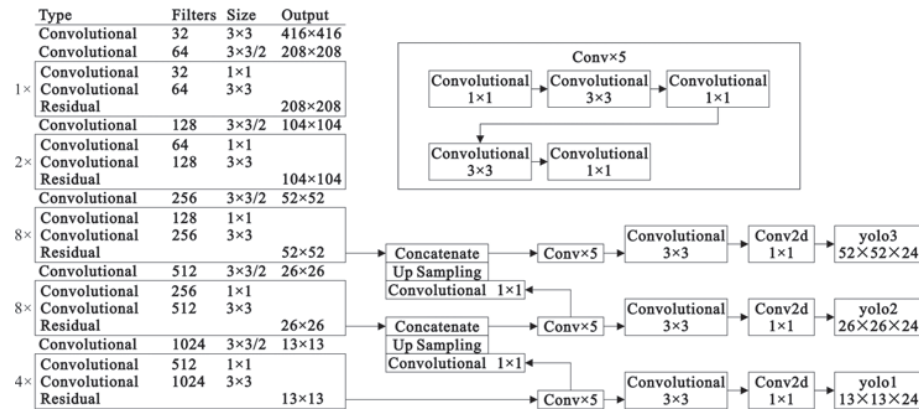 Type Filters Size Output
Convolutional 32 3×3 416×416
Convolutional 64 3×3/2 208×208
1×
Convolutional 32 1×1
Convolutional 64 3×3
Residual 208×208
Convolutional 128 3×3/2 104×104
2×
Convolutional 64 1×1
Convolutional 128 3×3
Residual 104×104
Convolutional 256 3×3/2 52×52
8×
Convolutional 128 1×1
Convolutional 256 3×3
Residual 52×52
Convolutional 512 3×3/2 26×26
8×
Convolutional 256 1×1
Convolutional 512 3×3
Residual 26×26
Convolutional 1024 3×3/2 13×13
4×
Convolutional 512 1×1
Convolutional 1024 3×3
Residual 13×13
Conv×5
Convolutional
1×1
Convolutional
3×3
Convolutional
1×1
Convolutional
3×3
Convolutional
1×1
Concatenate
Up Sampling
Convolutional 1×1
Conv×5
Convolutional
3×3
Conv2d
1×1
yolo3
52×52×24
Concatenate
Up Sampling
Convolutional 1×1
Conv×5
Convolutional
3×3
Conv2d
1×1
yolo2
26×26×24
Conv×5
Convolutional
3×3
Conv2d
1×1
yolo1
13×13×24